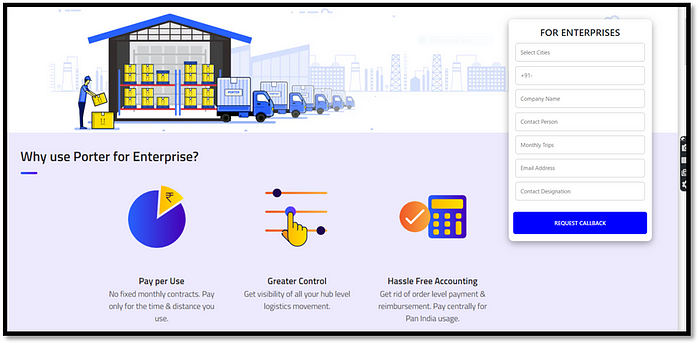 FOR ENTERPRISES
Select Cities
+91-
Company Name
Contact Person
Monthly Trips
Email Address
Contact Designation
REQUEST CALLBACK
PORTER
Why use Porter for Enterprise?
Pay per Use
No fixed monthly contracts. Pay
only for the time & distance you
use.
Greater Control
Get visibility of all your hub level
logistics movement.
Hassle Free Accounting
Get rid of order level payment &
reimbursement. Pay centrally for
Pan India usage.